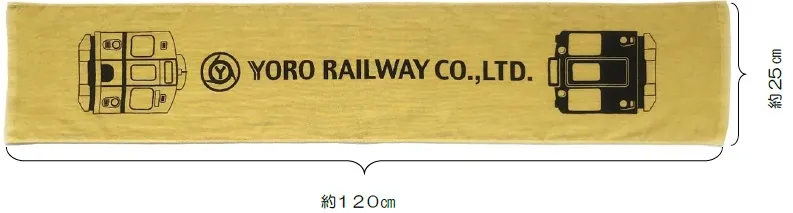 Y YORO RAILWAY CO.,LTD.
約25㎝
約120㎝